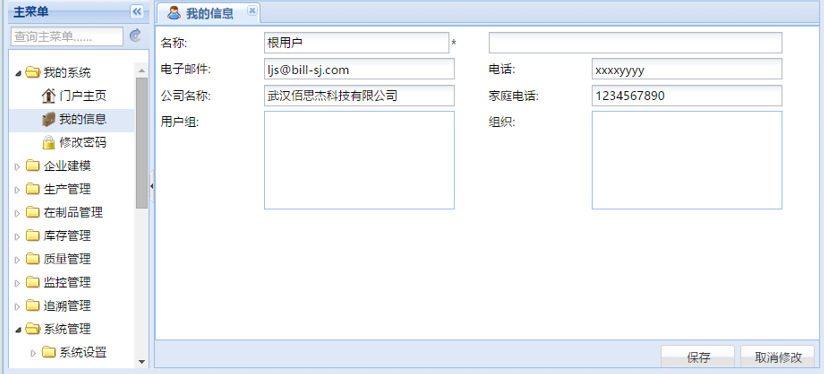 主菜单
查询主菜单......
我的系统
门户主页
我的信息
修改密码
企业建模
生产管理
在制品管理
库存管理
质量管理
监控管理
追溯管理
系统管理
系统设置
我的信息
名称: 根用户 *
电子邮件: ljs@bill-sj.com 电话: xxxxyyyy
公司名称: 武汉佰思杰科技有限公司 家庭电话: 1234567890
用户组: 组织:
保存 取消修改